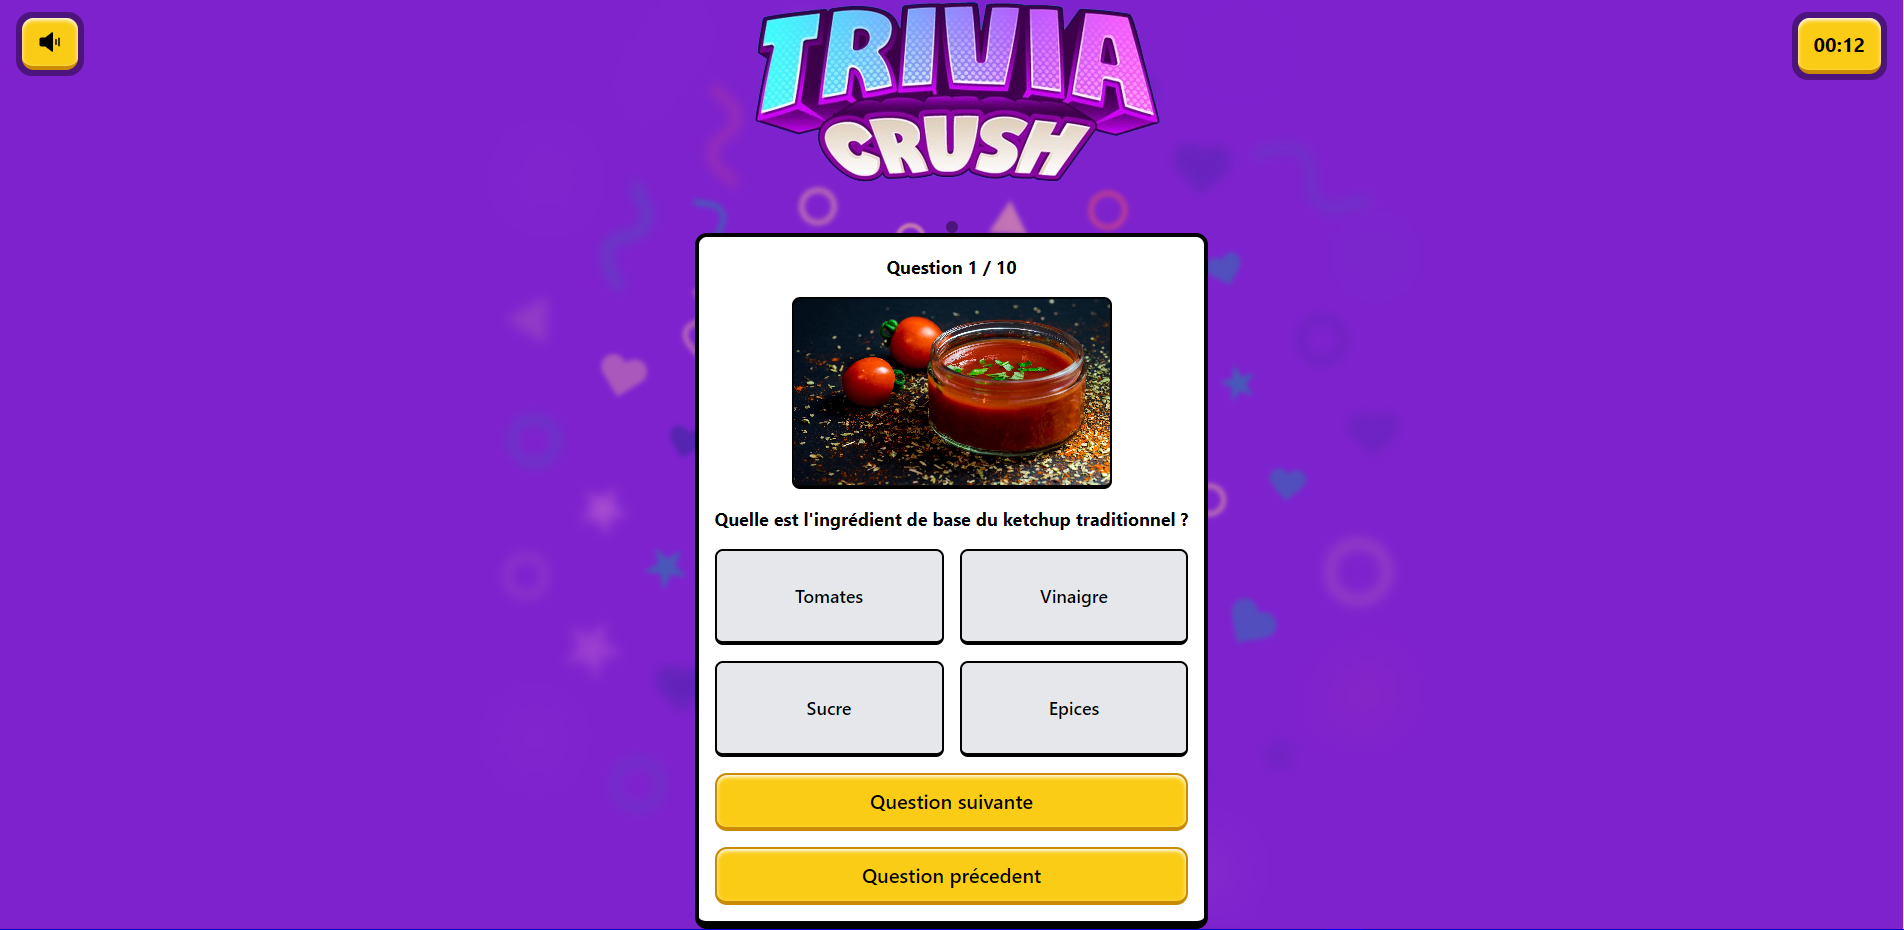 00:12
TRIVIA
CRUSH
Question 1 / 10
Quelle est l'ingrédient de base du ketchup traditionnel ?
Tomates
Vinaigre
Sucre
Epices
Question suivante
Question précedent